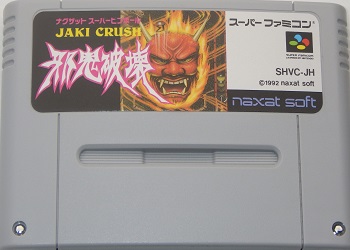 ナグザット スーパーピンボール
JAKI CRUSH
邪鬼破壊
スーパーファミコン
SHVC-JH
©1992 naxat soft
naxat soft